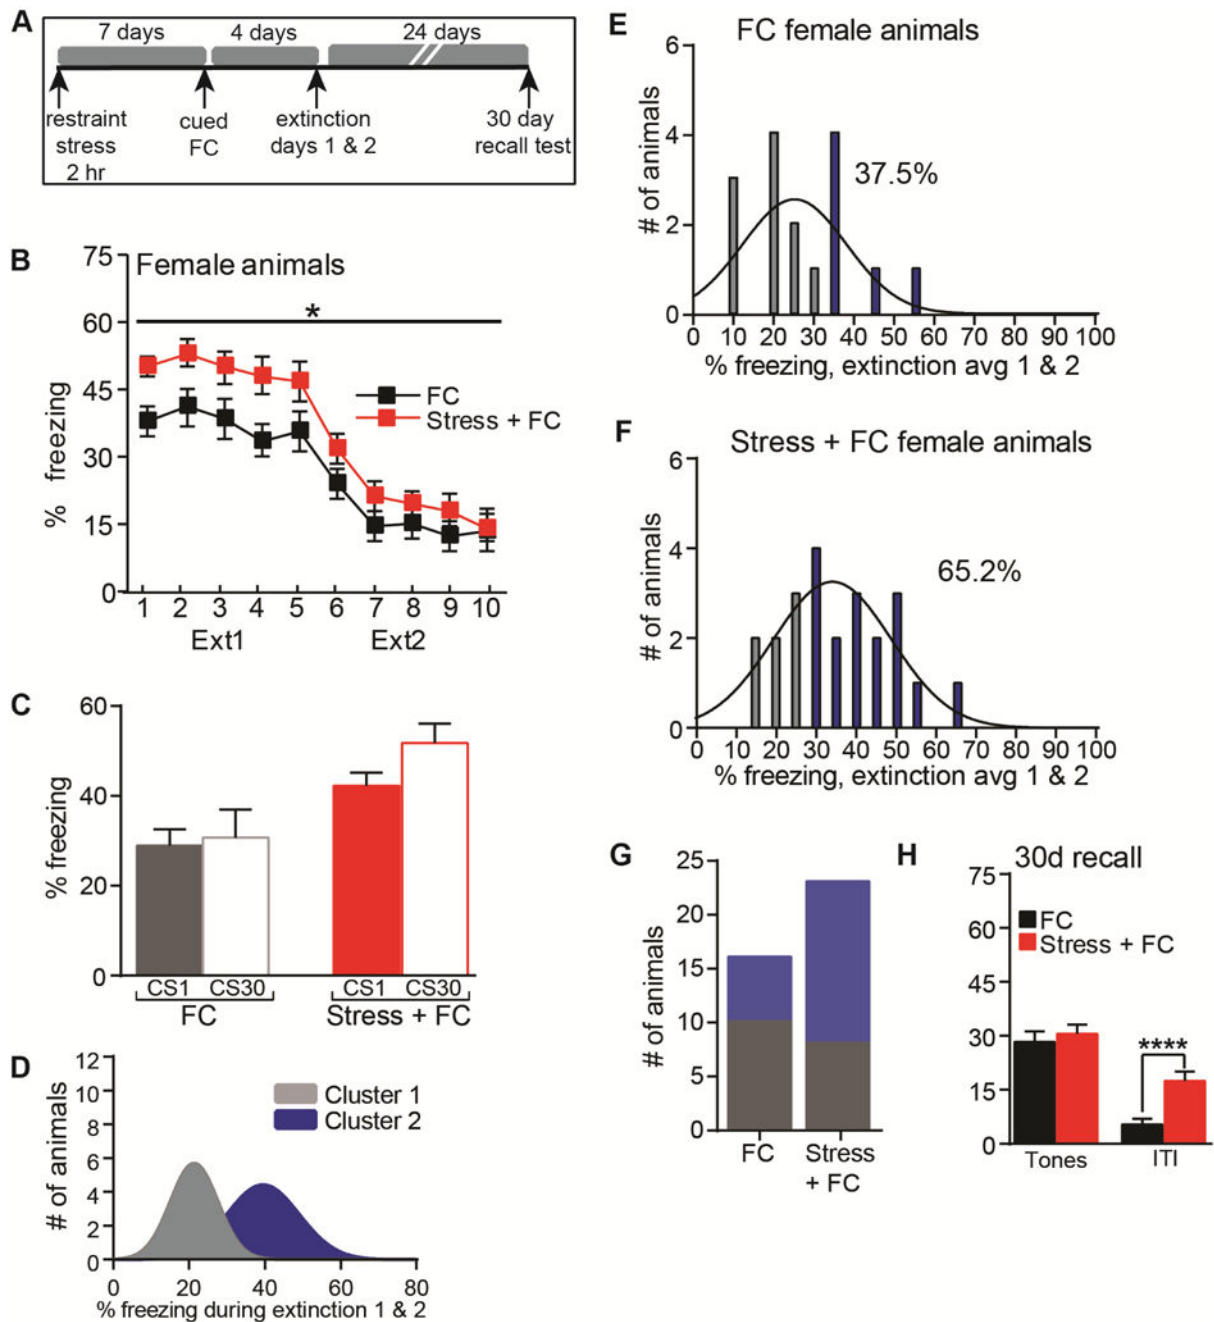 A
7 days
4 days
24 days
restraint
stress
2 hr
cued
FC
extinction
days 1 & 2
30 day
recall test
B
Female animals
*
FC
Stress + FC
% freezing
75
60
45
30
15
0
1 2 3 4 5 6 7 8 9 10
Ext1 Ext2
C
% freezing
60
40
20
0
CS1 CS30 CS1 CS30
FC Stress + FC
D
# of animals
12
10
8
6
4
2
0
Cluster 1
Cluster 2
0 20 40 60 80
% freezing during extinction 1 & 2
E
FC female animals
37.5%
# of animals
6
4
2
0
0 10 20 30 40 50 60 70 80 90 100
% freezing, extinction avg 1 & 2
F
Stress + FC female animals
65.2%
# of animals
6
4
2
0
0 10 20 30 40 50 60 70 80 90 100
% freezing, extinction avg 1 & 2
G
# of animals
25
20
15
10
5
0
FC Stress
+ FC
H
30d recall
75
60
45
30
15
0
FC
Stress + FC
****
Tones ITI